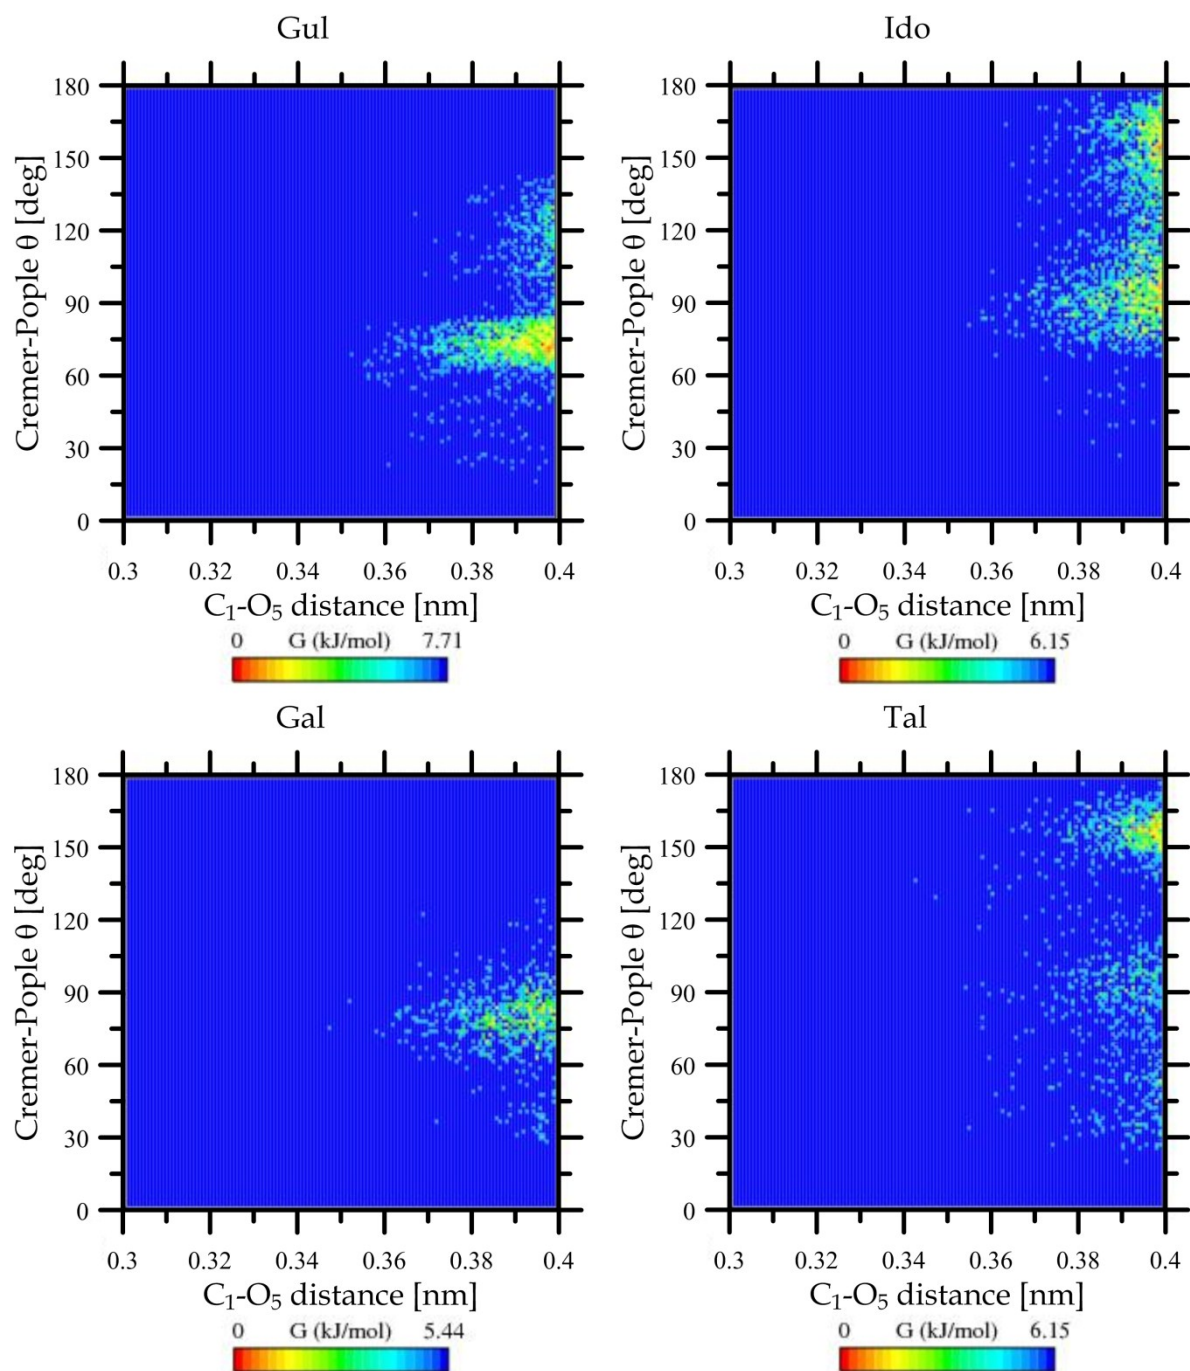 Gul
180
150
120
90
60
30
0
Cremer-Pople θ [deg]
0.3 0.32 0.34 0.36 0.38 0.4
C₁-O₅ distance [nm]
0 G (kJ/mol) 7.71
Ido
180
150
120
90
60
30
0
Cremer-Pople θ [deg]
0.3 0.32 0.34 0.36 0.38 0.4
C₁-O₅ distance [nm]
0 G (kJ/mol) 6.15
Gal
180
150
120
90
60
30
0
Cremer-Pople θ [deg]
0.3 0.32 0.34 0.36 0.38 0.4
C₁-O₅ distance [nm]
0 G (kJ/mol) 5.44
Tal
180
150
120
90
60
30
0
Cremer-Pople θ [deg]
0.3 0.32 0.34 0.36 0.38 0.4
C₁-O₅ distance [nm]
0 G (kJ/mol) 6.15